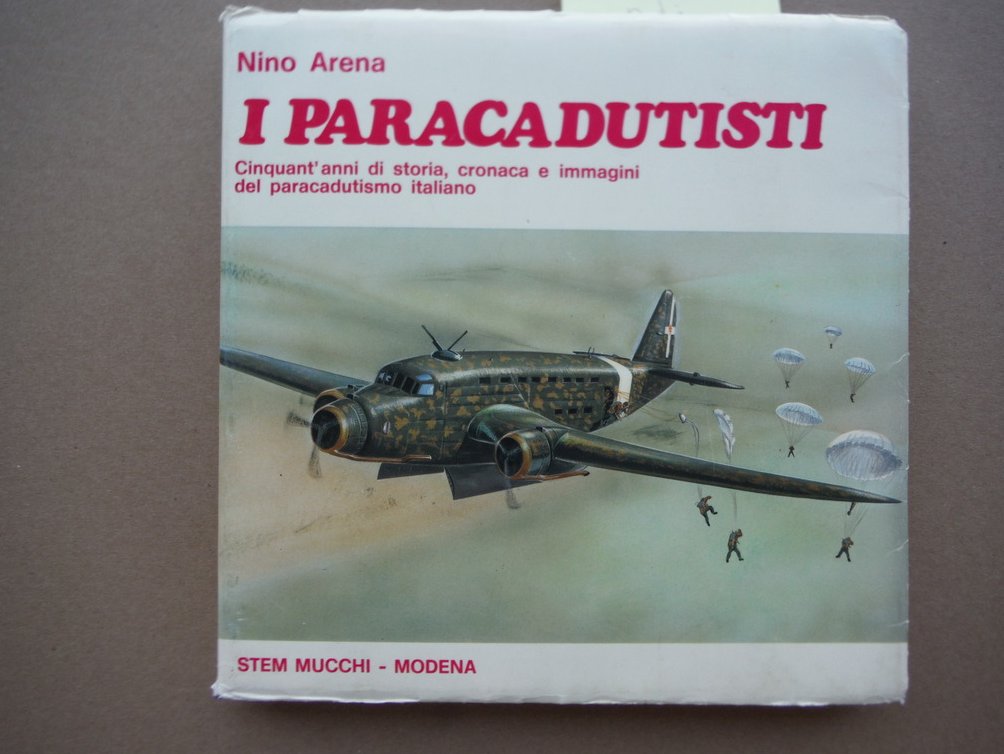 Nino Arena
I PARACADUTISTI
Cinquant'anni di storia, cronaca e immagini
del paracadutismo italiano
STEM MUCCHI - MODENA